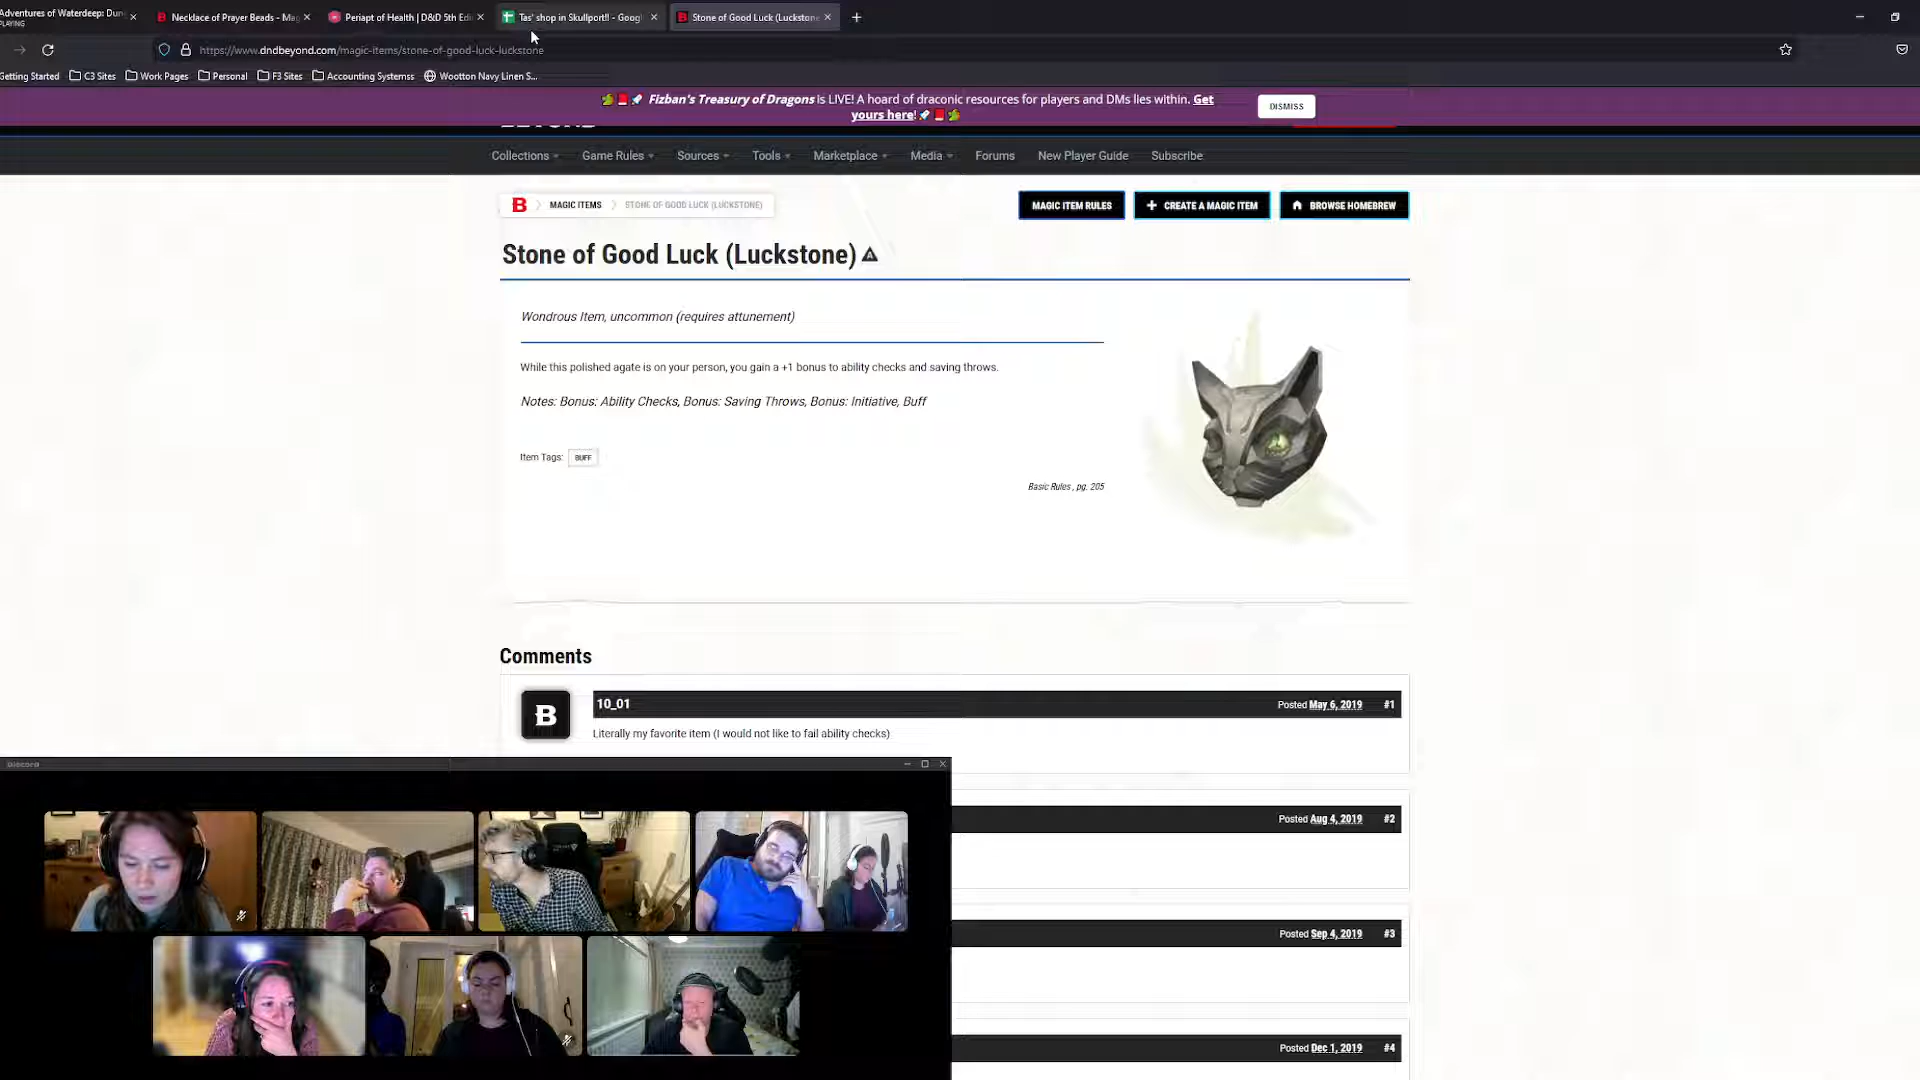 Adventures of Waterdeep: Dun
PLAYING
Necklace of Prayer Beads - Ma
Periapt of Health | D&D 5th Edi
Tas' shop in Skullport!! - Googl
Stone of Good Luck (Luckstone
https://www.dndbeyond.com/magic-items/stone-of-good-luck-luckstone
Getting Started
C3 Sites
Work Pages
Personal
F3 Sites
Accounting Systemss
Wootton Navy Linen S...
Fizban's Treasury of Dragons is LIVE! A hoard of draconic resources for players and DMs lies within. Get
yours here!
DISMISS
BEYOND
Collections
Game Rules
Sources
Tools
Marketplace
Media
Forums
New Player Guide
Subscribe
B
MAGIC ITEMS
STONE OF GOOD LUCK (LUCKSTONE)
MAGIC ITEM RULES
CREATE A MAGIC ITEM
BROWSE HOMEBREW
Stone of Good Luck (Luckstone)
Wondrous Item, uncommon (requires attunement)
While this polished agate is on your person, you gain a +1 bonus to ability checks and saving throws.
Notes: Bonus: Ability Checks, Bonus: Saving Throws, Bonus: Initiative, Buff
Item Tags: BUFF
Basic Rules , pg. 205
Comments
B
10_01
Posted May 6, 2019 #1
Literally my favorite item (I would not like to fail ability checks)
Discord
Posted Aug 4, 2019 #2
Posted Sep 4, 2019 #3
Posted Dec 1, 2019 #4